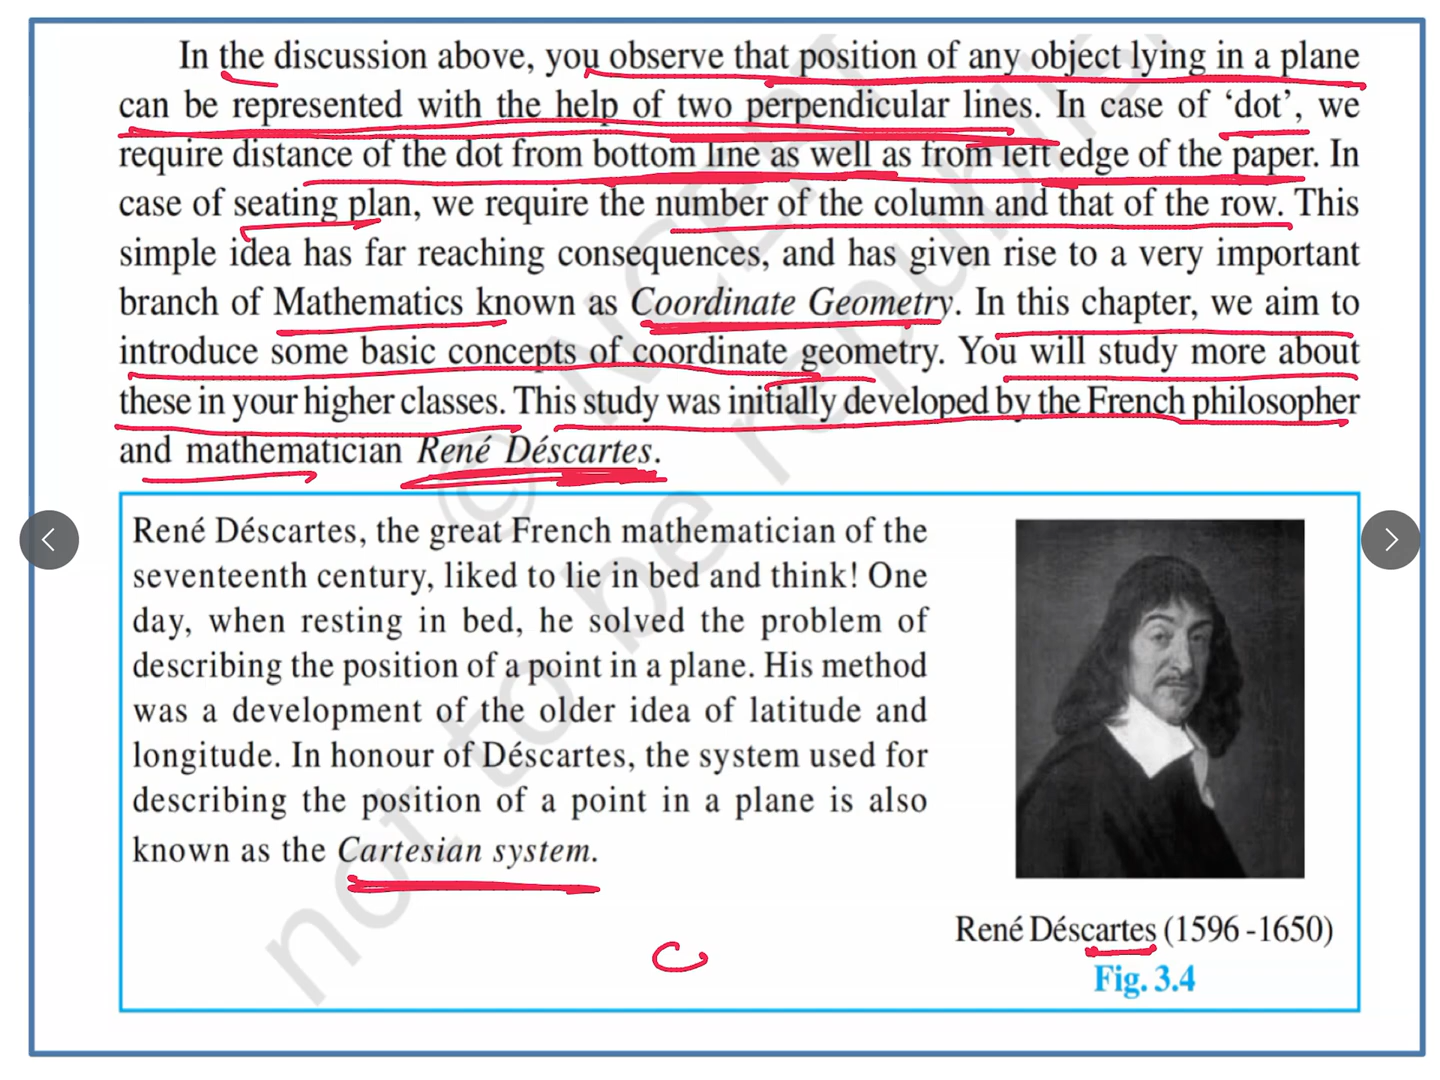 In the discussion above, you observe that position of any object lying in a plane
can be represented with the help of two perpendicular lines. In case of ‘dot’, we
require distance of the dot from bottom line as well as from left edge of the paper. In
case of seating plan, we require the number of the column and that of the row. This
simple idea has far reaching consequences, and has given rise to a very important
branch of Mathematics known as Coordinate Geometry. In this chapter, we aim to
introduce some basic concepts of coordinate geometry. You will study more about
these in your higher classes. This study was initially developed by the French philosopher
and mathematician René Déscartes.
René Déscartes, the great French mathematician of the
seventeenth century, liked to lie in bed and think! One
day, when resting in bed, he solved the problem of
describing the position of a point in a plane. His method
was a development of the older idea of latitude and
longitude. In honour of Déscartes, the system used for
describing the position of a point in a plane is also
known as the Cartesian system.
René Déscartes (1596 -1650)
Fig. 3.4
© NCERT
not to be republis